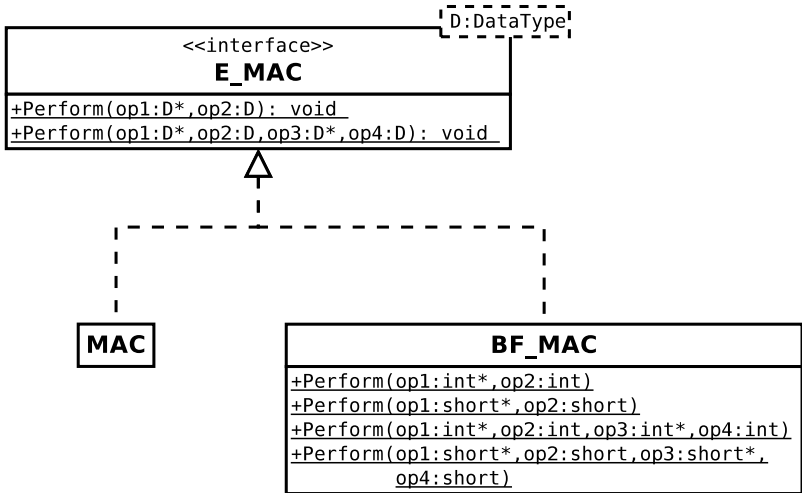 D:DataType
<<interface>>
E_MAC
+Perform(op1:D*,op2:D): void
+Perform(op1:D*,op2:D,op3:D*,op4:D): void
MAC
BF_MAC
+Perform(op1:int*,op2:int)
+Perform(op1:short*,op2:short)
+Perform(op1:int*,op2:int,op3:int*,op4:int)
+Perform(op1:short*,op2:short,op3:short*,
op4:short)